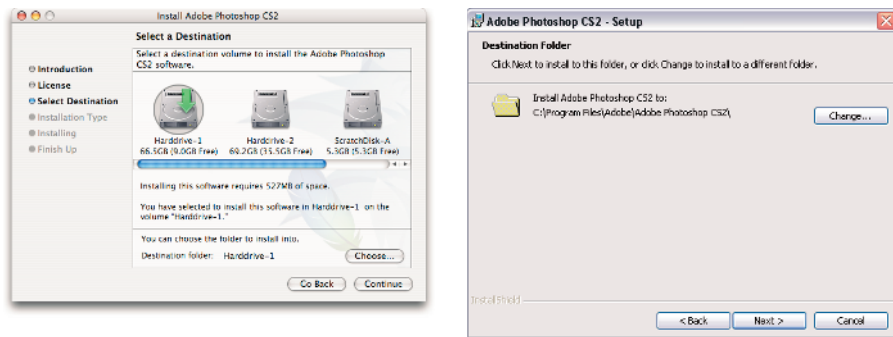 Install Adobe Photoshop CS2
Select a Destination
Select a destination volume to install the Adobe Photoshop
CS2 software.
Introduction
License
Select Destination
Installation Type
Installing
Finish Up
Harddrive-1
66.5GB (9.0GB Free)
Harddrive-2
69.2GB (35.5GB Free)
ScratchDisk-A
5.3GB (5.3GB Free)
Installing this software requires 527MB of space.
You have selected to install this software in Harddrive-1 on the
volume "Harddrive-1."
You can choose the folder to install into.
Destination folder: Harddrive-1
Choose...
Go Back
Continue
Adobe Photoshop CS2 - Setup
Destination Folder
Click Next to install to this folder, or click Change to install to a different folder.
Install Adobe Photoshop CS2 to:
C:\Program Files\Adobe\Adobe Photoshop CS2\
Change...
InstallShield
< Back
Next >
Cancel